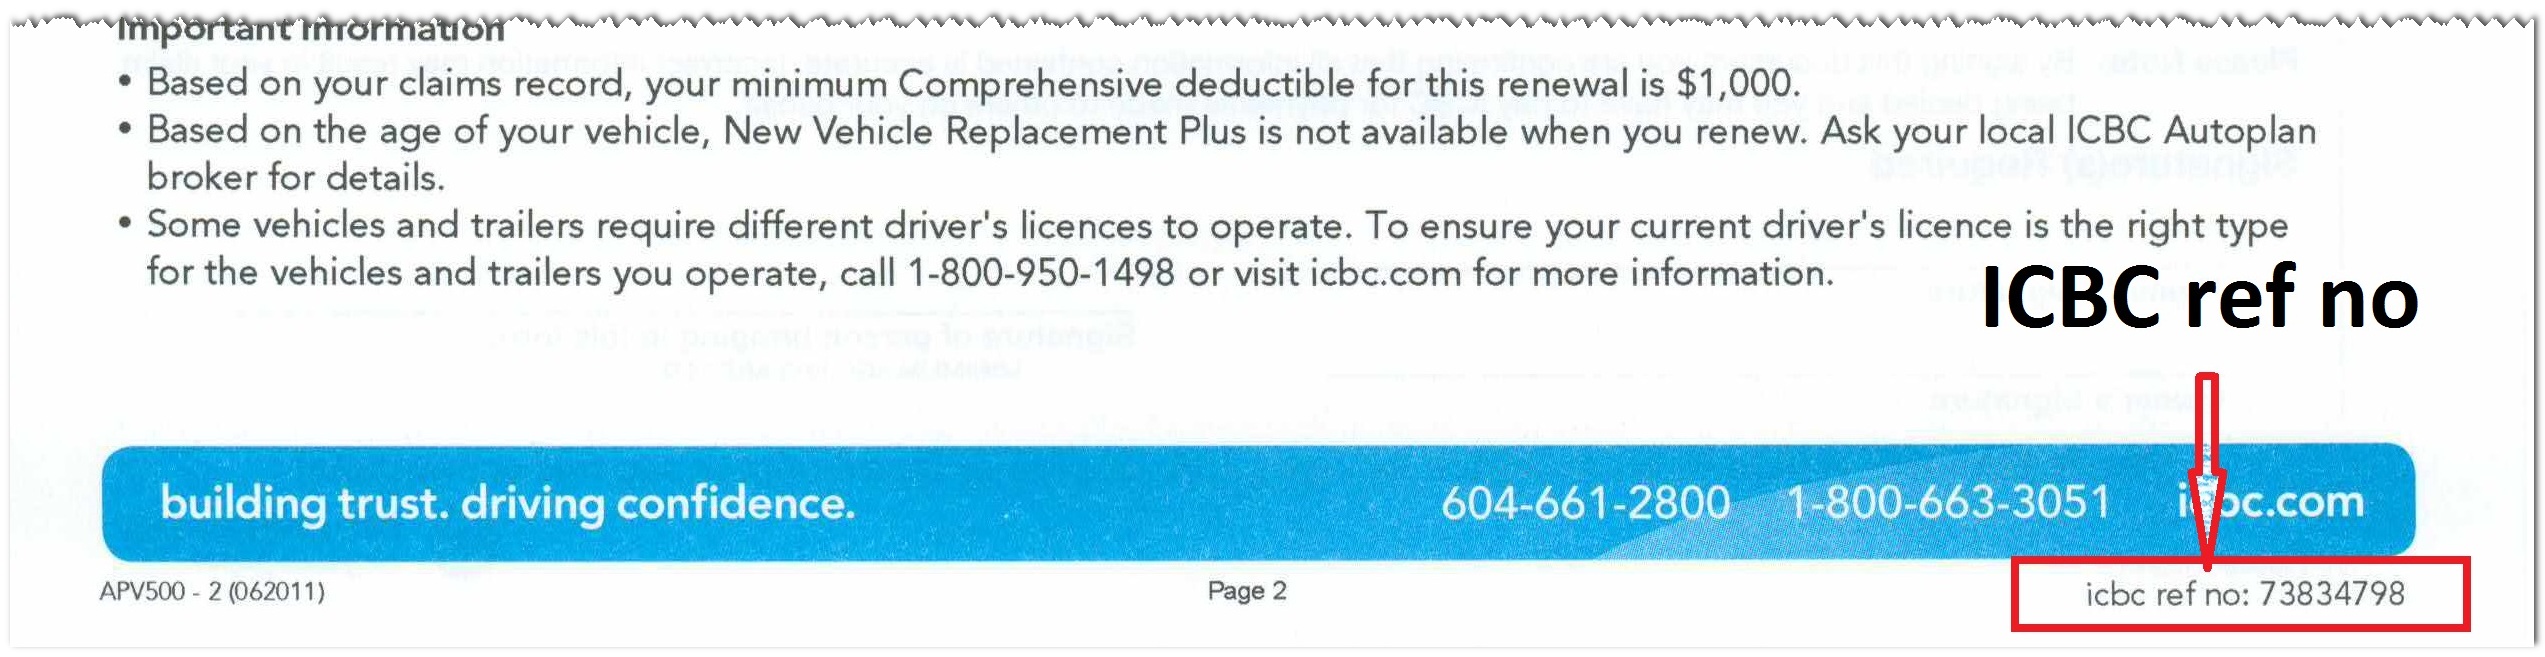 Important Information
• Based on your claims record, your minimum Comprehensive deductible for this renewal is $1,000.
• Based on the age of your vehicle, New Vehicle Replacement Plus is not available when you renew. Ask your local ICBC Autoplan
broker for details.
• Some vehicles and trailers require different driver's licences to operate. To ensure your current driver's licence is the right type
for the vehicles and trailers you operate, call 1-800-950-1498 or visit icbc.com for more information.
ICBC ref no
building trust. driving confidence. 604-661-2800 1-800-663-3051 icbc.com
APV500 - 2 (062011) Page 2 icbc ref no: 73834798